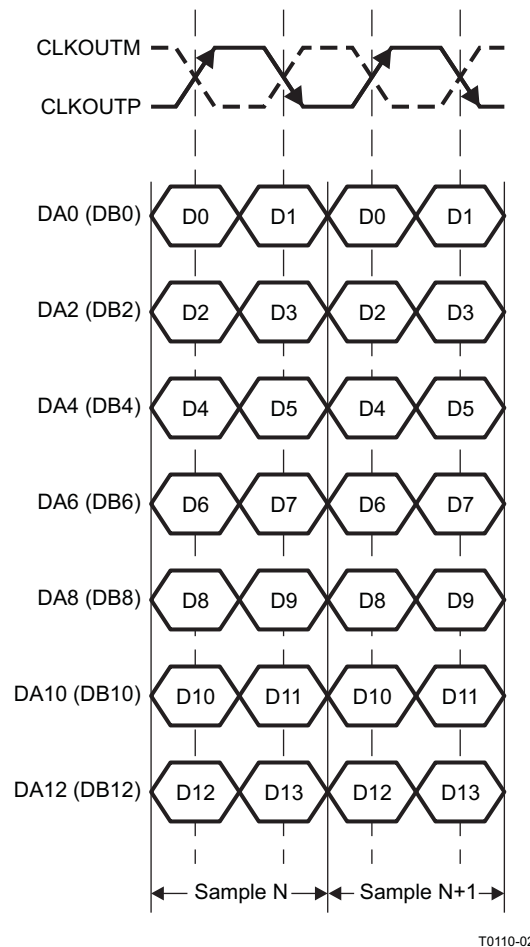 CLKOUTM
CLKOUTP
DA0 (DB0) D0 D1 D0 D1
DA2 (DB2) D2 D3 D2 D3
DA4 (DB4) D4 D5 D4 D5
DA6 (DB6) D6 D7 D6 D7
DA8 (DB8) D8 D9 D8 D9
DA10 (DB10) D10 D11 D10 D11
DA12 (DB12) D12 D13 D12 D13
Sample N Sample N+1
T0110-02